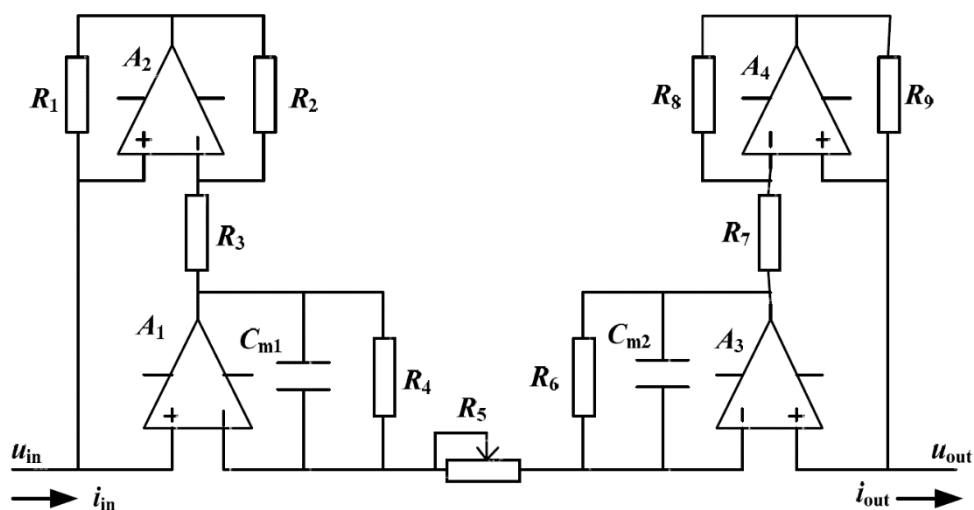 A2
A4
R1
R2
R8
R9
+
−
−
+
R3
R7
A1
Cm1
Cm2
A3
R4
R6
R5
+
−
−
+
uin
uout
iin
iout